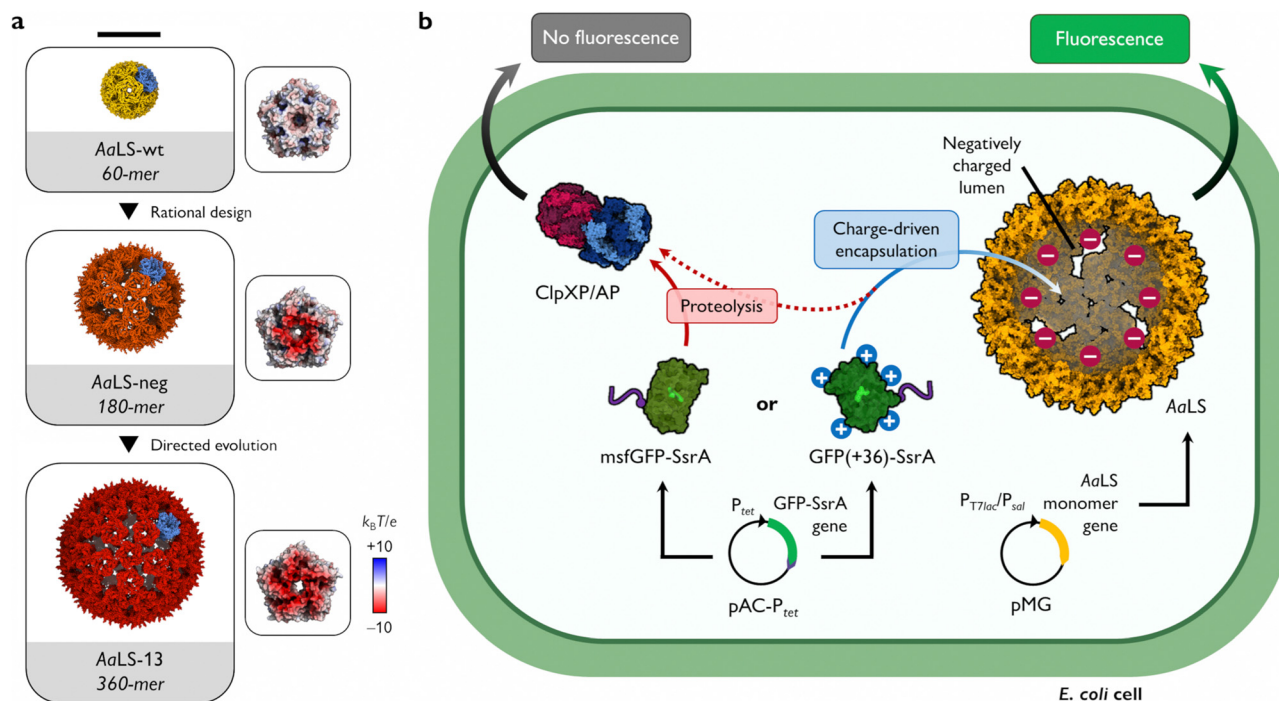 a
AaLS-wt
60-mer
Rational design
AaLS-neg
180-mer
Directed evolution
AaLS-13
360-mer
kBT/e
+10
−10
b
No fluorescence
Fluorescence
Negatively
charged
lumen
Charge-driven
encapsulation
ClpXP/AP
Proteolysis
or
msfGFP-SsrA
GFP(+36)-SsrA
AaLS
Ptet
GFP-SsrA
gene
pAC-Ptet
PT7lac/Psal
AaLS
monomer
gene
pMG
E. coli cell